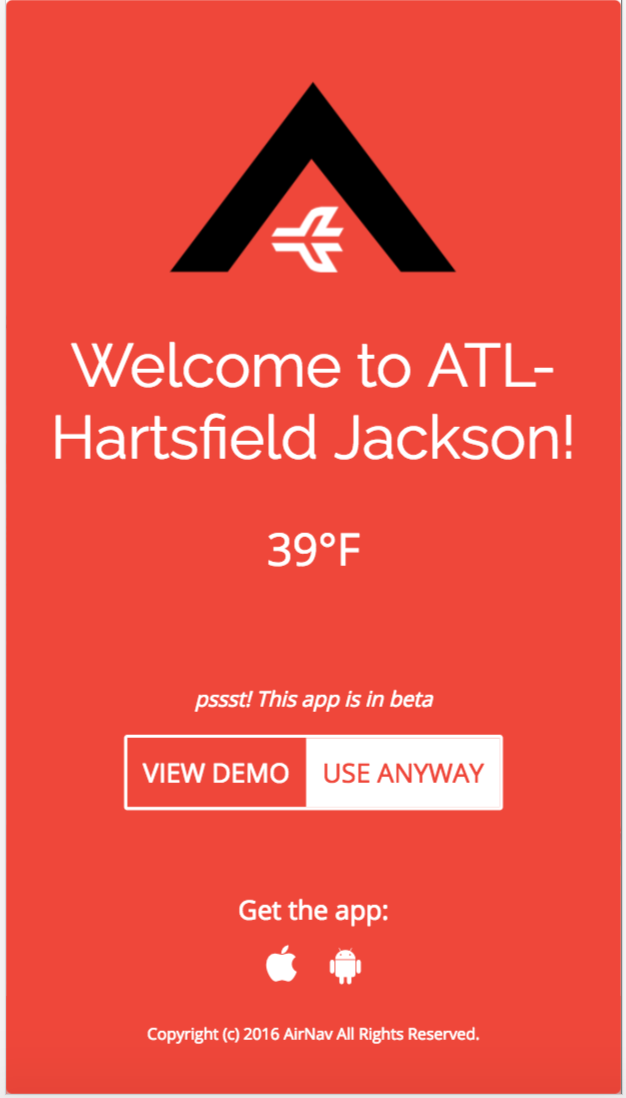 Welcome to ATL-
Hartsfield Jackson!
39°F
pssst! This app is in beta
VIEW DEMO USE ANYWAY
Get the app:
Copyright (c) 2016 AirNav All Rights Reserved.